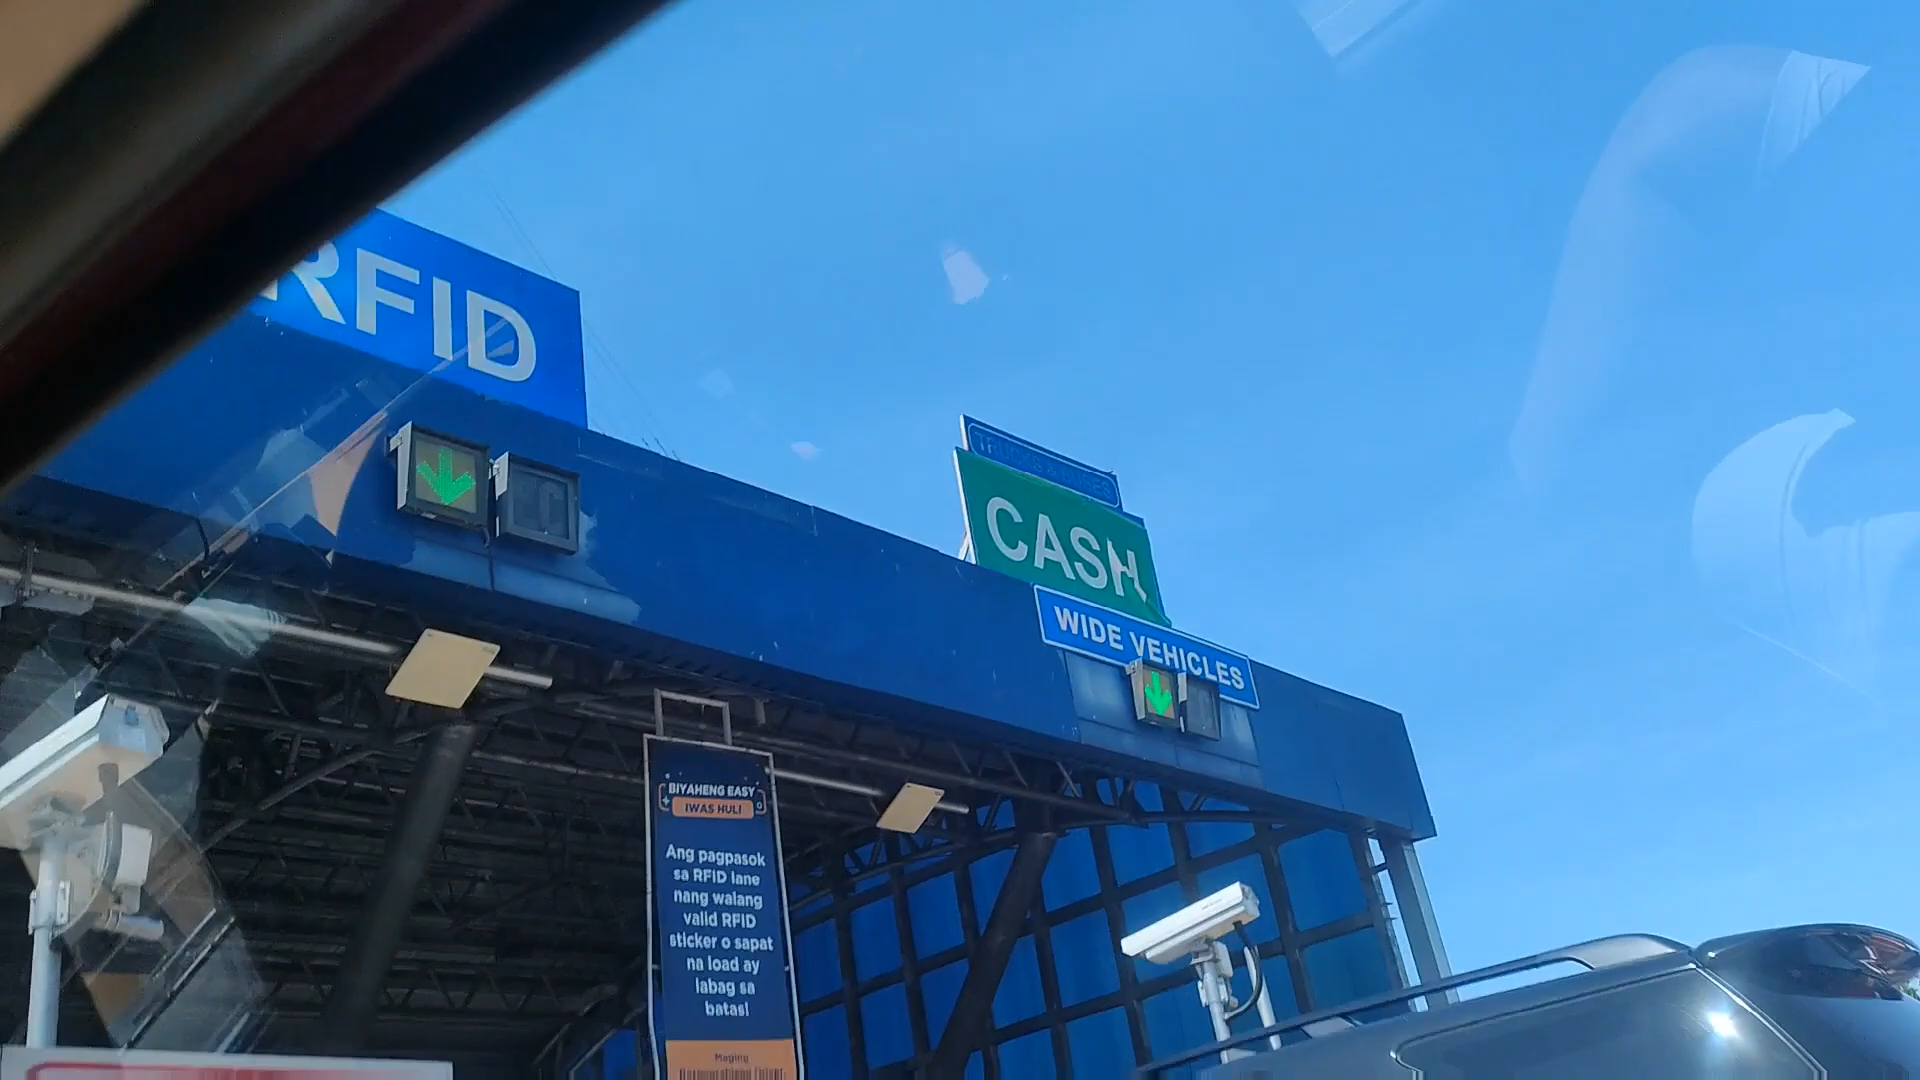 RFID
TRUCKS & BUSES
CASH
WIDE VEHICLES
BIYAHENG EASY
IWAS HULI
Ang pagpasok
sa RFID lane
nang walang
valid RFID
sticker o sapat
na load ay
labag sa
batas!
Maging